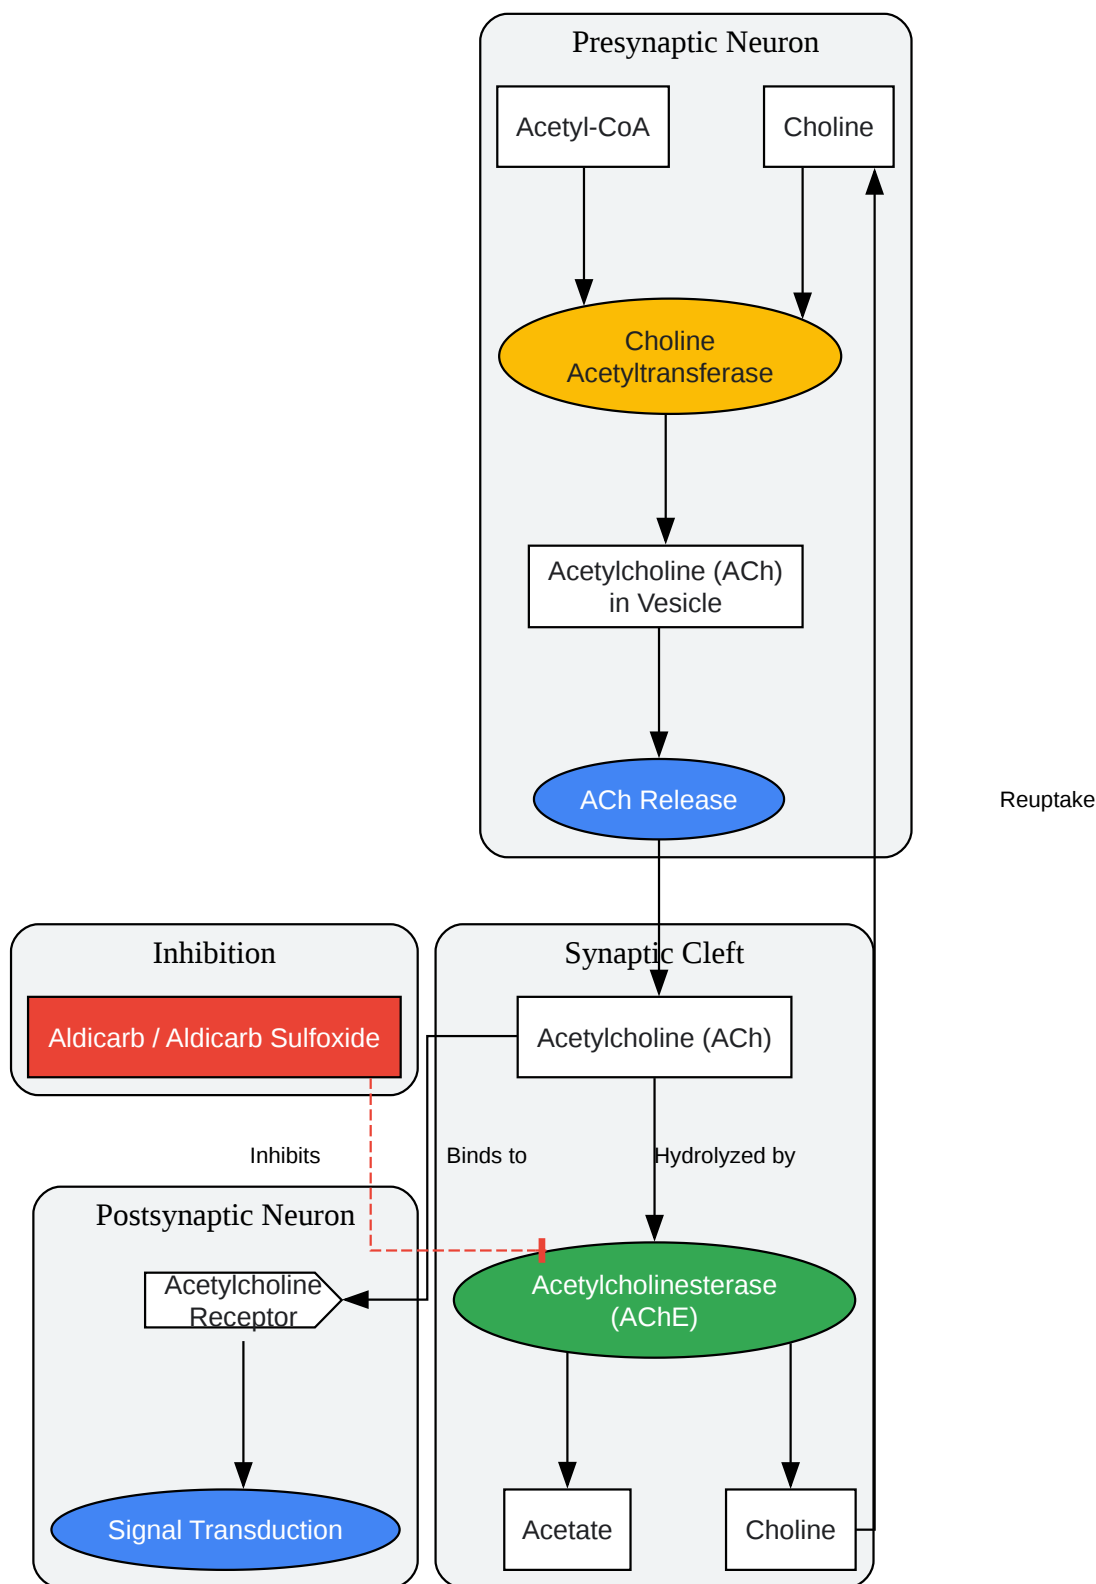 Presynaptic Neuron
Acetyl-CoA
Choline
Choline
Acetyltransferase
Acetylcholine (ACh)
in Vesicle
ACh Release
Reuptake
Inhibition
Aldicarb / Aldicarb Sulfoxide
Synaptic Cleft
Acetylcholine (ACh)
Inhibits
Binds to
Hydrolyzed by
Postsynaptic Neuron
Acetylcholine
Receptor
Acetylcholinesterase
(AChE)
Signal Transduction
Acetate
Choline